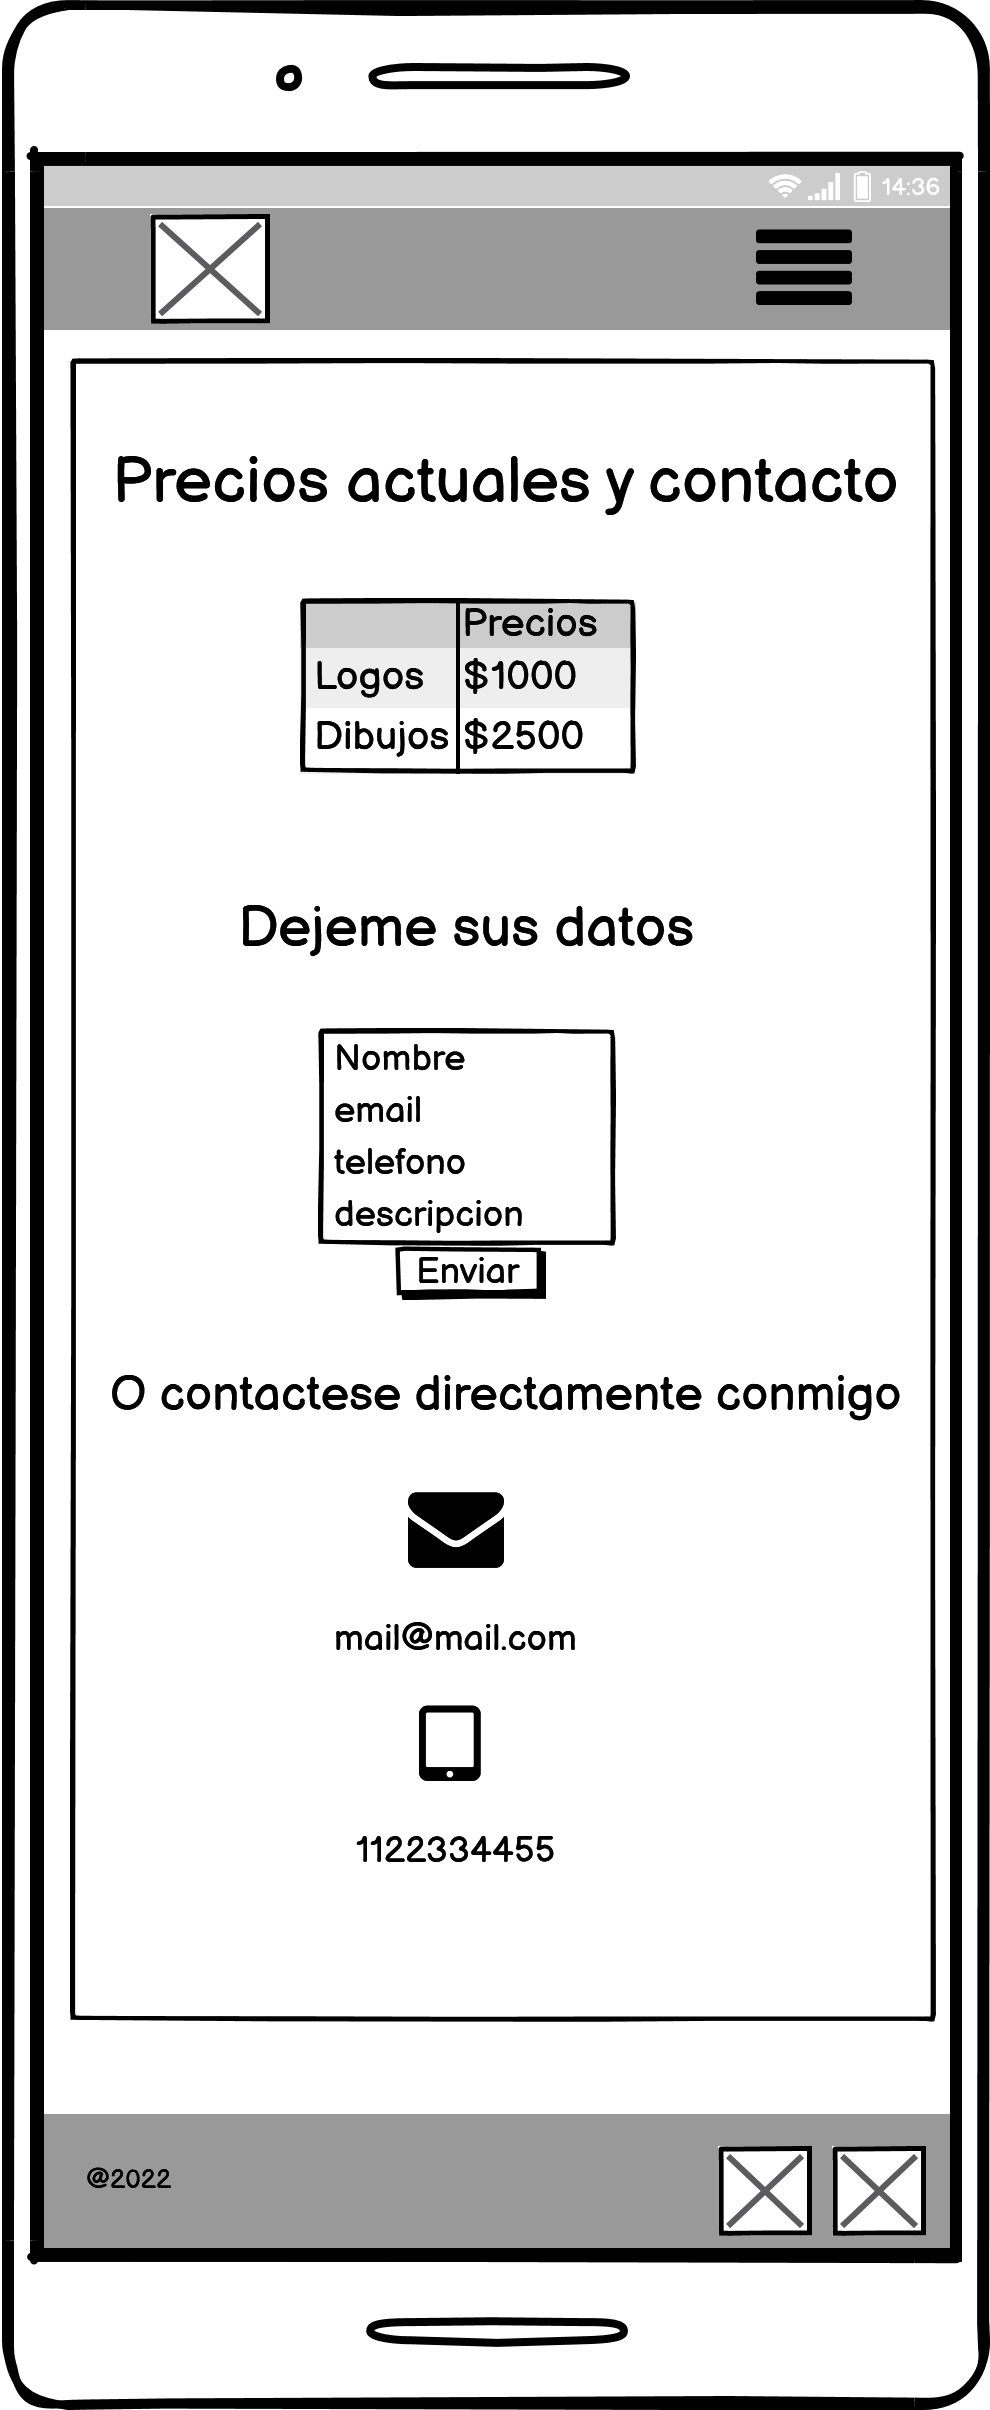 14:36
Precios actuales y contacto
Precios
Logos $1000
Dibujos $2500
Dejeme sus datos
Nombre
email
telefono
descripcion
Enviar
O contactese directamente conmigo
mail@mail.com
1122334455
@2022